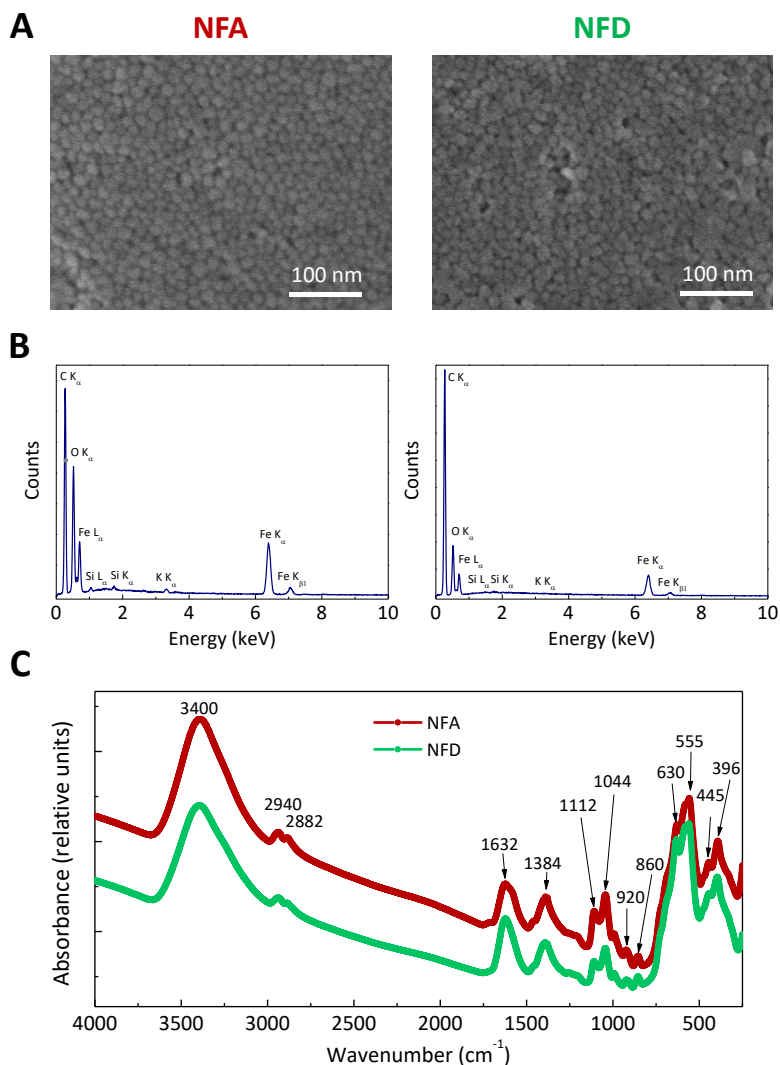 A
NFA
NFD
100 nm
100 nm
B
C Kα
O Kα
Fe Lα
Si Lα
Si Kα
K Kα
Fe Kα
Fe KβI
Counts
0 2 4 6 8 10
Energy (keV)
C Kα
O Kα
Fe Lα
Si Lα
Si Kα
K Kα
Fe Kα
Fe KβI
Counts
0 2 4 6 8 10
Energy (keV)
C
3400
2940
2882
NFA
NFD
1632
1384
1112
1044
920
860
630
555
445
396
Absorbance (relative units)
4000 3500 3000 2500 2000 1500 1000 500
Wavenumber (cm⁻¹)